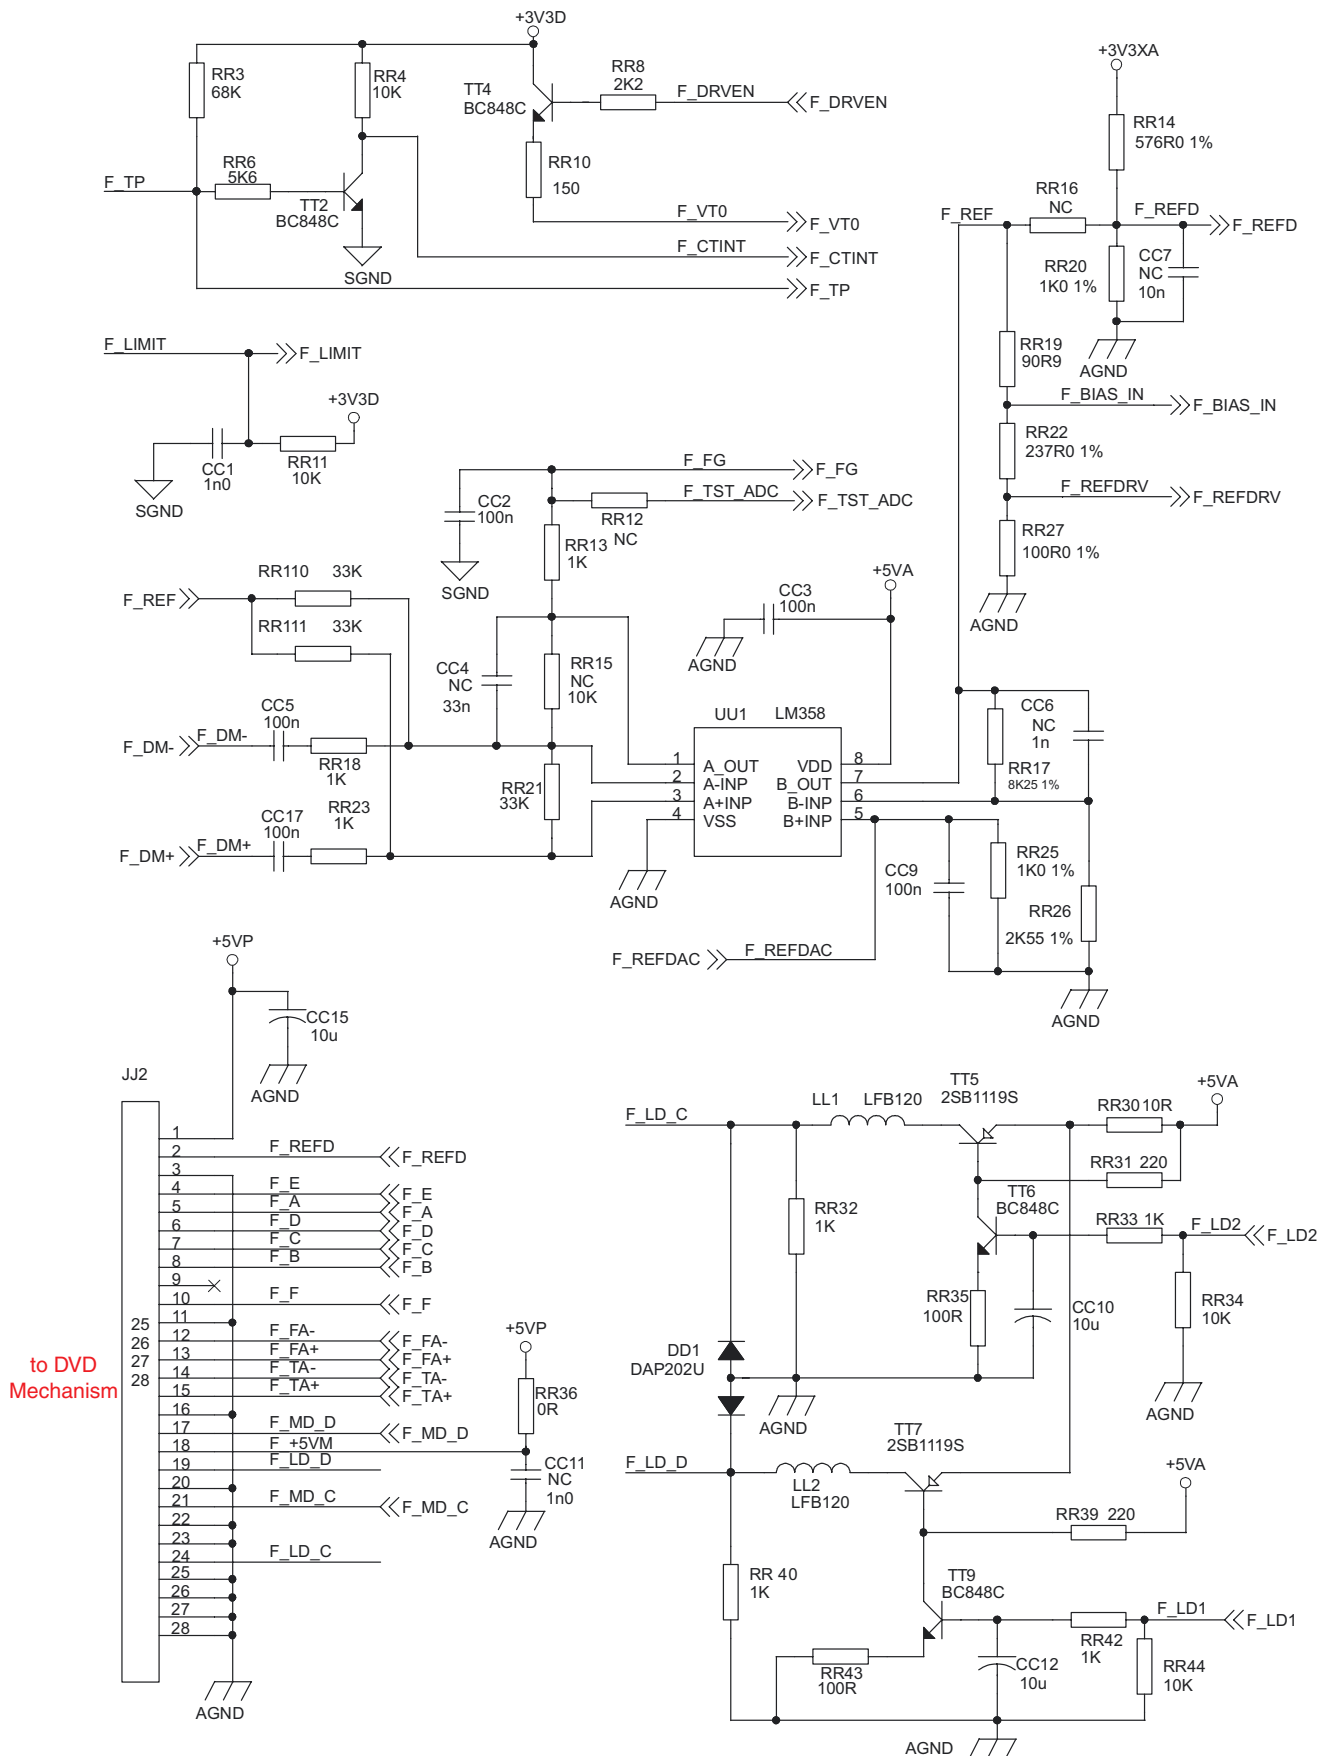 +3V3D
RR3
68K
RR4
10K
TT4
BC848C
RR8
2K2
F_DRVEN
F_DRVEN
+3V3XA
RR14
576R0 1%
RR10
150
RR6
5K6
F_TP
TT2
BC848C
RR16
NC
F_REF
F_REFD
F_REFD
F_VT0
F_VT0
F_CTINT
F_CTINT
SGND
F_TP
RR20
1K0 1%
CC7
NC
10n
F_LIMIT
F_LIMIT
RR19
90R9
AGND
+3V3D
F_BIAS_IN
F_BIAS_IN
CC1
1n0
RR11
10K
SGND
RR22
237R0 1%
F_FG
F_FG
F_TST_ADC
F_TST_ADC
F_REFDRV
F_REFDRV
CC2
100n
RR12
NC
RR13
1K
RR27
100R0 1%
SGND
+5VA
CC3
100n
RR110 33K
F_REF
RR111 33K
AGND
AGND
CC4
NC
33n
RR15
NC
10K
CC5
100n
F_DM-
F_DM-
RR18
1K
UU1 LM358
1 A_OUT VDD 8
2 A-INP B_OUT 7
3 A+INP B-INP 6
4 VSS B+INP 5
CC6
NC
1n
RR17
8K25 1%
RR21
33K
RR23
1K
CC17
100n
F_DM+
F_DM+
AGND
CC9
100n
RR25
1K0 1%
RR26
2K55 1%
F_REFDAC
F_REFDAC
AGND
+5VP
CC15
10u
AGND
JJ2
1
2 F_REFD F_REFD
3
4 F_E F_E
5 F_A F_A
6 F_D F_D
7 F_C F_C
8 F_B F_B
9
10 F_F F_F
11
12 F_FA- F_FA-
13 F_FA+ F_FA+
14 F_TA- F_TA-
15 F_TA+ F_TA+
16
17 F_MD_D F_MD_D
18 F_+5VM
19 F_LD_D
20
21 F_MD_C F_MD_C
22
23
24 F_LD_C
25
26
27
28
25
26
27
28
to DVD
Mechanism
AGND
+5VP
RR36
0R
CC11
NC
1n0
AGND
F_LD_C
LL1 LFB120
TT5
2SB1119S
RR30 10R
+5VA
RR31 220
RR32
1K
TT6
BC848C
RR33 1K
F_LD2
F_LD2
RR35
100R
CC10
10u
RR34
10K
DD1
DAP202U
AGND
AGND
F_LD_D
LL2
LFB120
TT7
2SB1119S
+5VA
RR39 220
RR 40
1K
TT9
BC848C
F_LD1
F_LD1
RR42
1K
RR43
100R
CC12
10u
RR44
10K
AGND